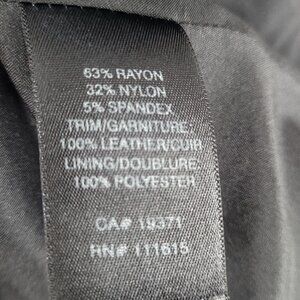 63% RAYON
32% NYLON
5% SPANDEX
TRIM/GARNITURE:
100% LEATHER/CUIR
LINING/DOUBLURE:
100% POLYESTER
CA# 19371
RN# 111615